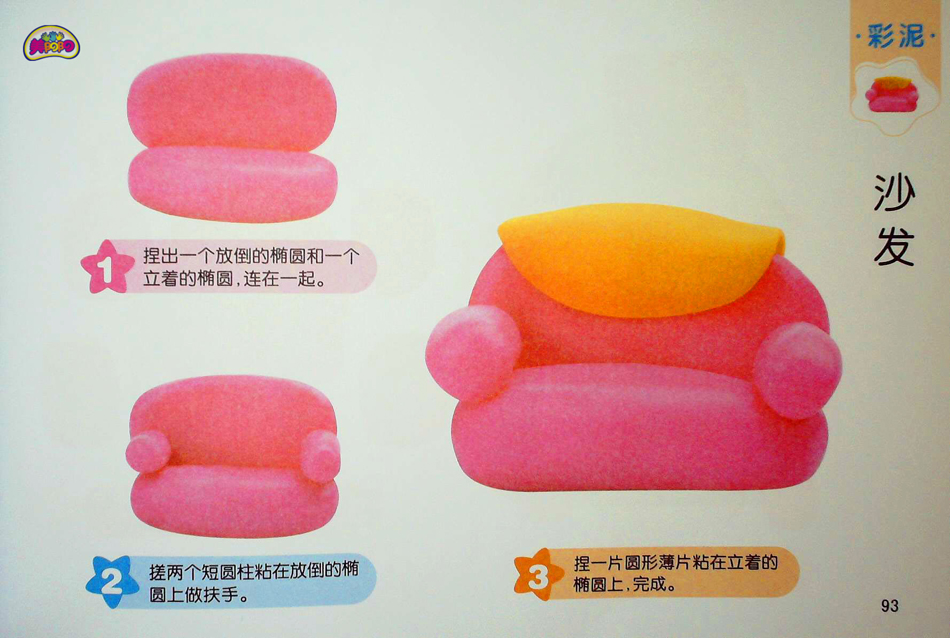 MPOPO
·彩泥·
沙
发
1
捏出一个放倒的椭圆和一个
立着的椭圆,连在一起。
2
搓两个短圆柱粘在放倒的椭
圆上做扶手。
3
捏一片圆形薄片粘在立着的
椭圆上,完成。
93